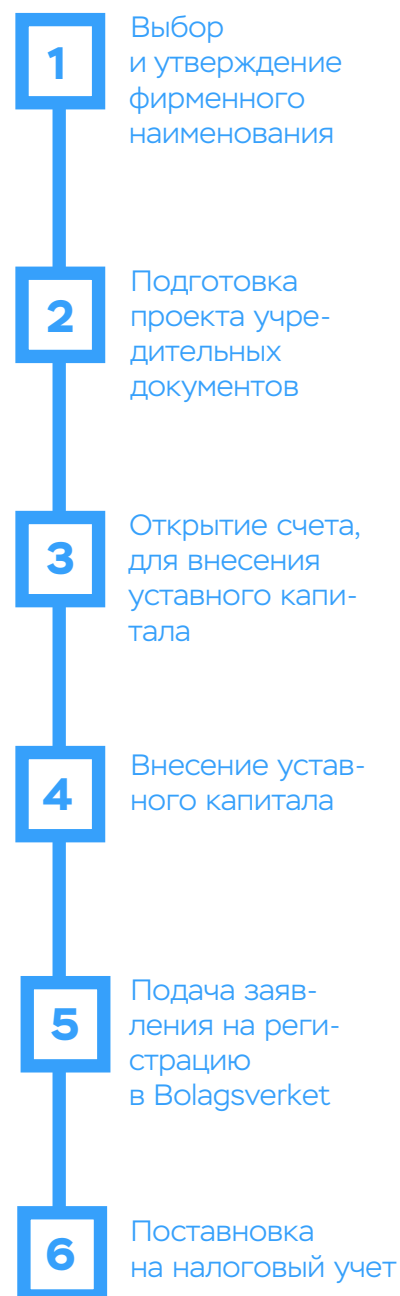 1
Выбор
и утверждение
фирменного
наименования
2
Подготовка
проекта учре-
дительных
документов
3
Открытие счета,
для внесения
уставного капи-
тала
4
Внесение устав-
ного капитала
5
Подача заяв-
ления на реги-
страцию
в Bolagsverket
6
Поставновка
на налоговый учет